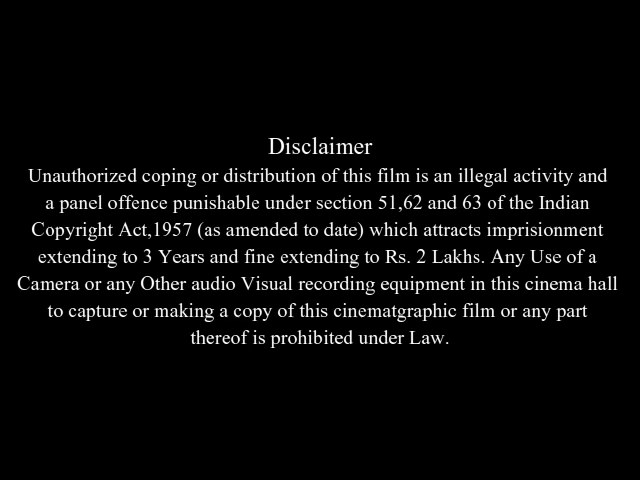 Disclaimer
Unauthorized coping or distribution of this film is an illegal activity and
a panel offence punishable under section 51,62 and 63 of the Indian
Copyright Act,1957 (as amended to date) which attracts imprisionment
extending to 3 Years and fine extending to Rs. 2 Lakhs. Any Use of a
Camera or any Other audio Visual recording equipment in this cinema hall
to capture or making a copy of this cinematgraphic film or any part
thereof is prohibited under Law.